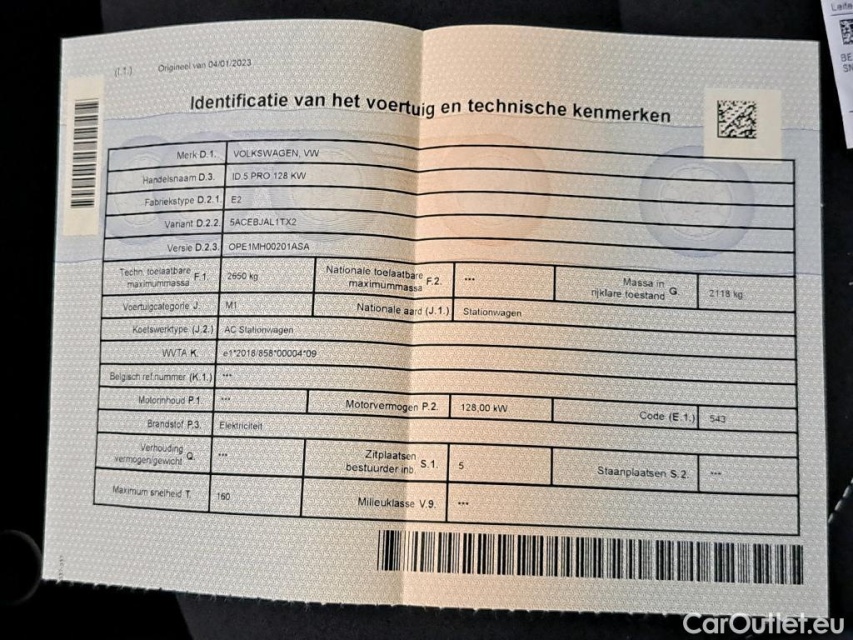 (I.T.) Origineel van 04/01/2023
Identificatie van het voertuig en technische kenmerken
Merk D.1. VOLKSWAGEN, VW
Handelsnaam D.3. ID.5 PRO 128 KW
Fabriekstype D.2.1. E2
Variant D.2.2. 5ACEBJAL1TX2
Versie D.2.3. OPE1MH00201ASA
Techn. toelaatbare maximummassa F.1. 2650 kg Nationale toelaatbare maximummassa F.2. --- Massa in rijklare toestand G. 2118 kg
Voertuigcategorie J. M1 Nationale aard (J.1.) Stationwagen
Koetswerktype (J.2.) AC Stationwagen
WVTA K. e1*2018/858*00004*09
Belgisch ref.nummer (K.1.) ---
Motorinhoud P.1. --- Motorvermogen P.2. 128,00 kW Code (E.1.) 543
Brandstof P.3. Elektriciteit
Verhouding vermogen/gewicht Q. --- Zitplaatsen bestuurder inb. S.1. 5 Staanplaatsen S.2. ---
Maximum snelheid T. 160 Milieuklasse V.9. ---
CarOutlet.eu